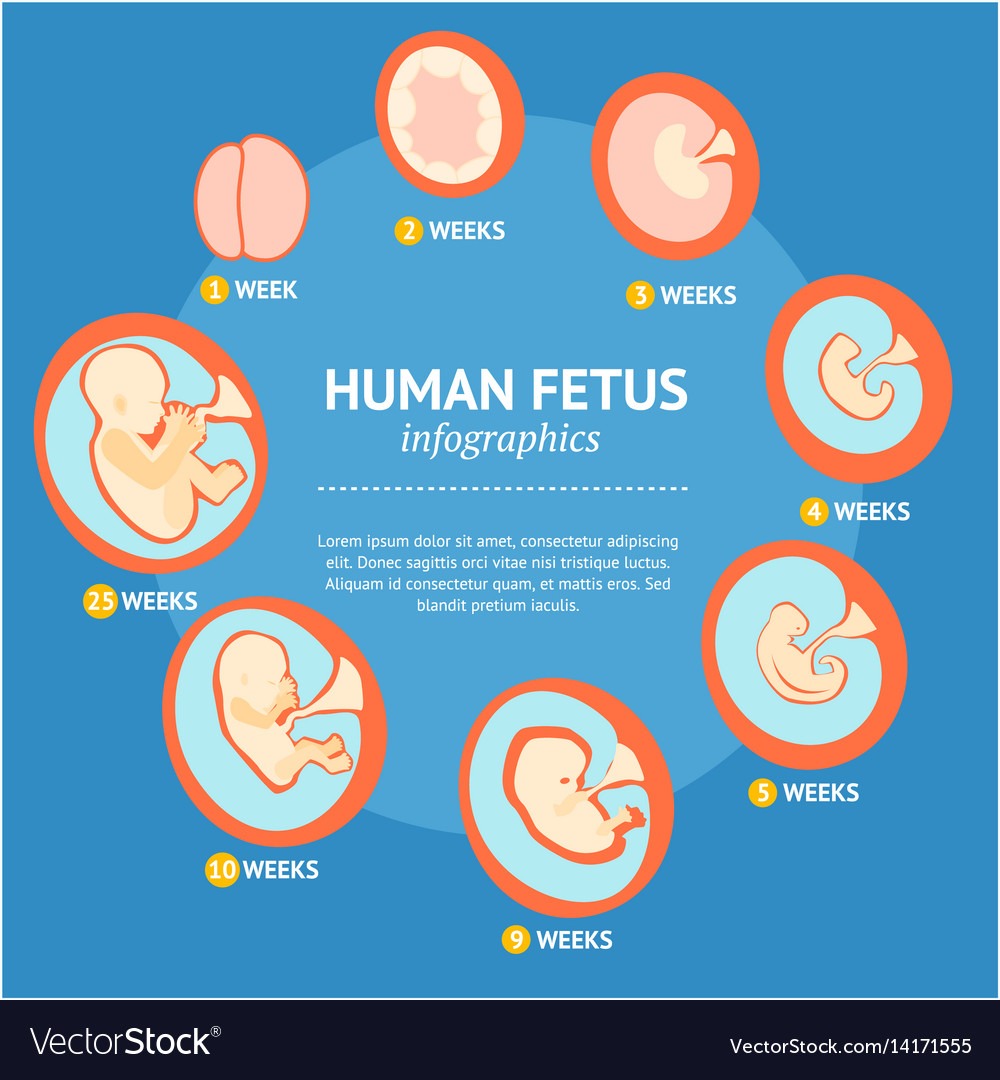 1 WEEK
2 WEEKS
3 WEEKS
4 WEEKS
5 WEEKS
9 WEEKS
10 WEEKS
25 WEEKS
HUMAN FETUS
infographics
Lorem ipsum dolor sit amet, consectetur adipiscing
elit. Donec sagittis orci vitae nisi tristique luctus.
Aliquam id consectetur quam, et mattis eros. Sed
blandit pretium iaculis.
VectorStock®
VectorStock.com/14171555